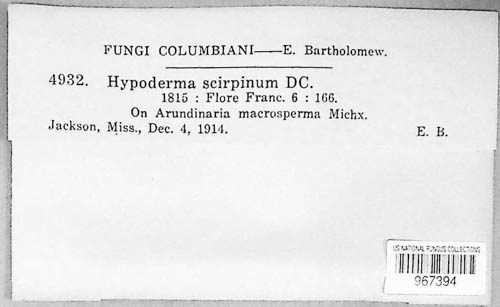 FUNGI COLUMBIANI—E. Bartholomew.
4932. Hypoderma scirpinum DC.
1815 : Flore Franc. 6 : 166.
On Arundinaria macrosperma Michx.
Jackson, Miss., Dec. 4, 1914. E. B.
US NATIONAL FUNGUS COLLECTIONS
967394